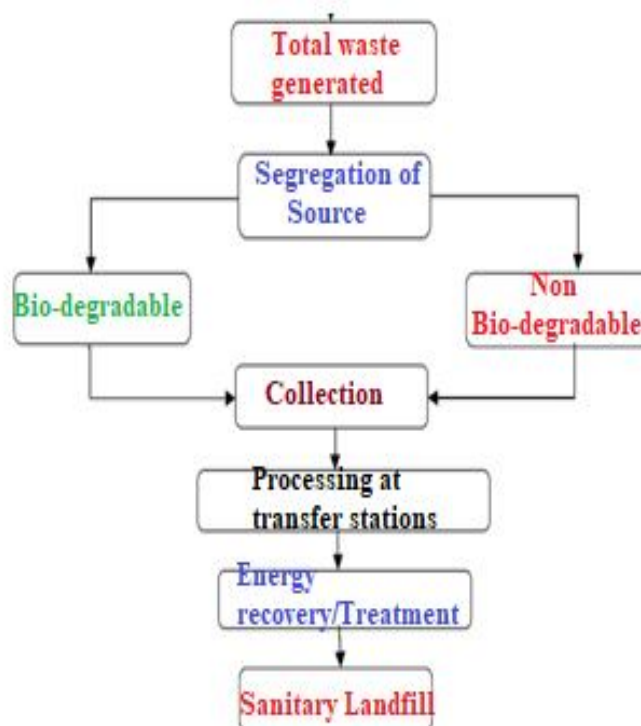 Total waste
generated
Segregation of
Source
Bio-degradable
Non
Bio-degradable
Collection
Processing at
transfer stations
Energy
recovery/Treatment
Sanitary Landfill